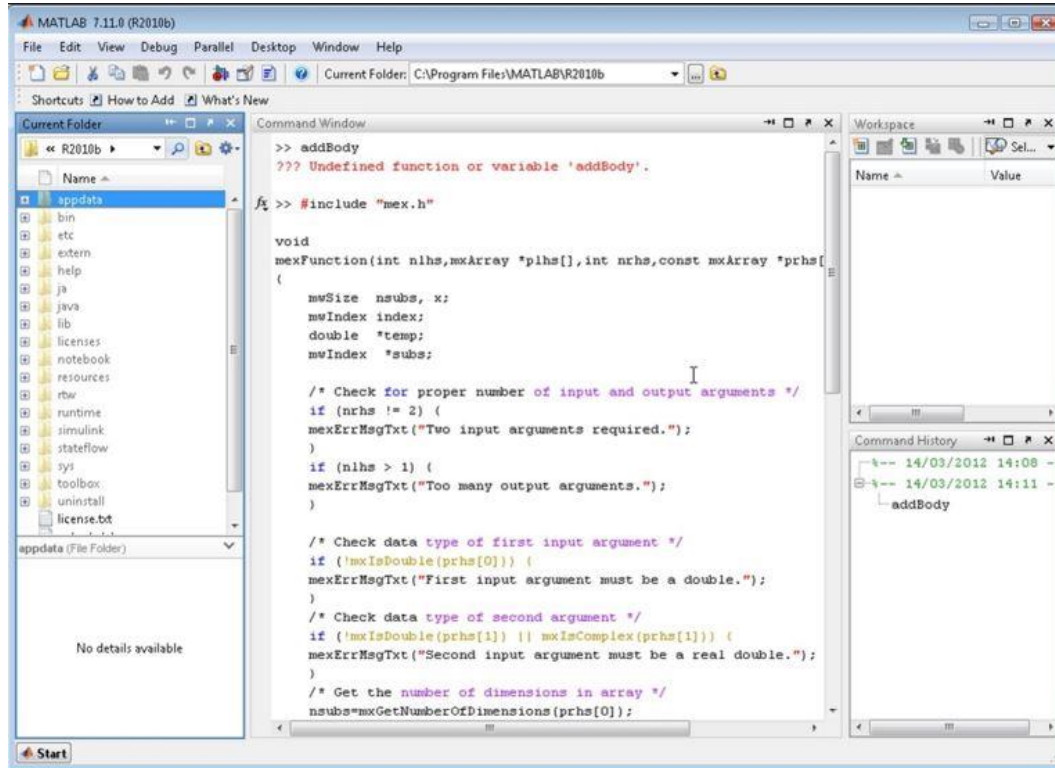 MATLAB 7.11.0 (R2010b)
File Edit View Debug Parallel Desktop Window Help
Current Folder: C:\Program Files\MATLAB\R2010b
Shortcuts How to Add What's New
Current Folder
« R2010b
Name
appdata
bin
etc
extern
help
ja
java
lib
licenses
notebook
resources
rtw
runtime
simulink
stateflow
sys
toolbox
uninstall
license.txt
appdata (File Folder)
No details available
Command Window
>> addBody
??? Undefined function or variable 'addBody'.
fx >> #include "mex.h"
void
mexFunction(int nlhs,mxArray *plhs[],int nrhs,const mxArray *prhs[
{
mwSize nsubs, x;
mwIndex index;
double *temp;
mwIndex *subs;
/* Check for proper number of input and output arguments */
if (nrhs != 2) {
mexErrMsgTxt("Two input arguments required.");
}
if (nlhs > 1) {
mexErrMsgTxt("Too many output arguments.");
}
/* Check data type of first input argument */
if (!mxIsDouble(prhs[0])) {
mexErrMsgTxt("First input argument must be a double.");
}
/* Check data type of second argument */
if (!mxIsDouble(prhs[1]) || mxIsComplex(prhs[1])) {
mexErrMsgTxt("Second input argument must be a real double.");
}
/* Get the number of dimensions in array */
nsubs=mxGetNumberOfDimensions(prhs[0]);
Workspace
Sel...
Name Value
Command History
%-- 14/03/2012 14:08 -
%-- 14/03/2012 14:11 -
addBody
Start